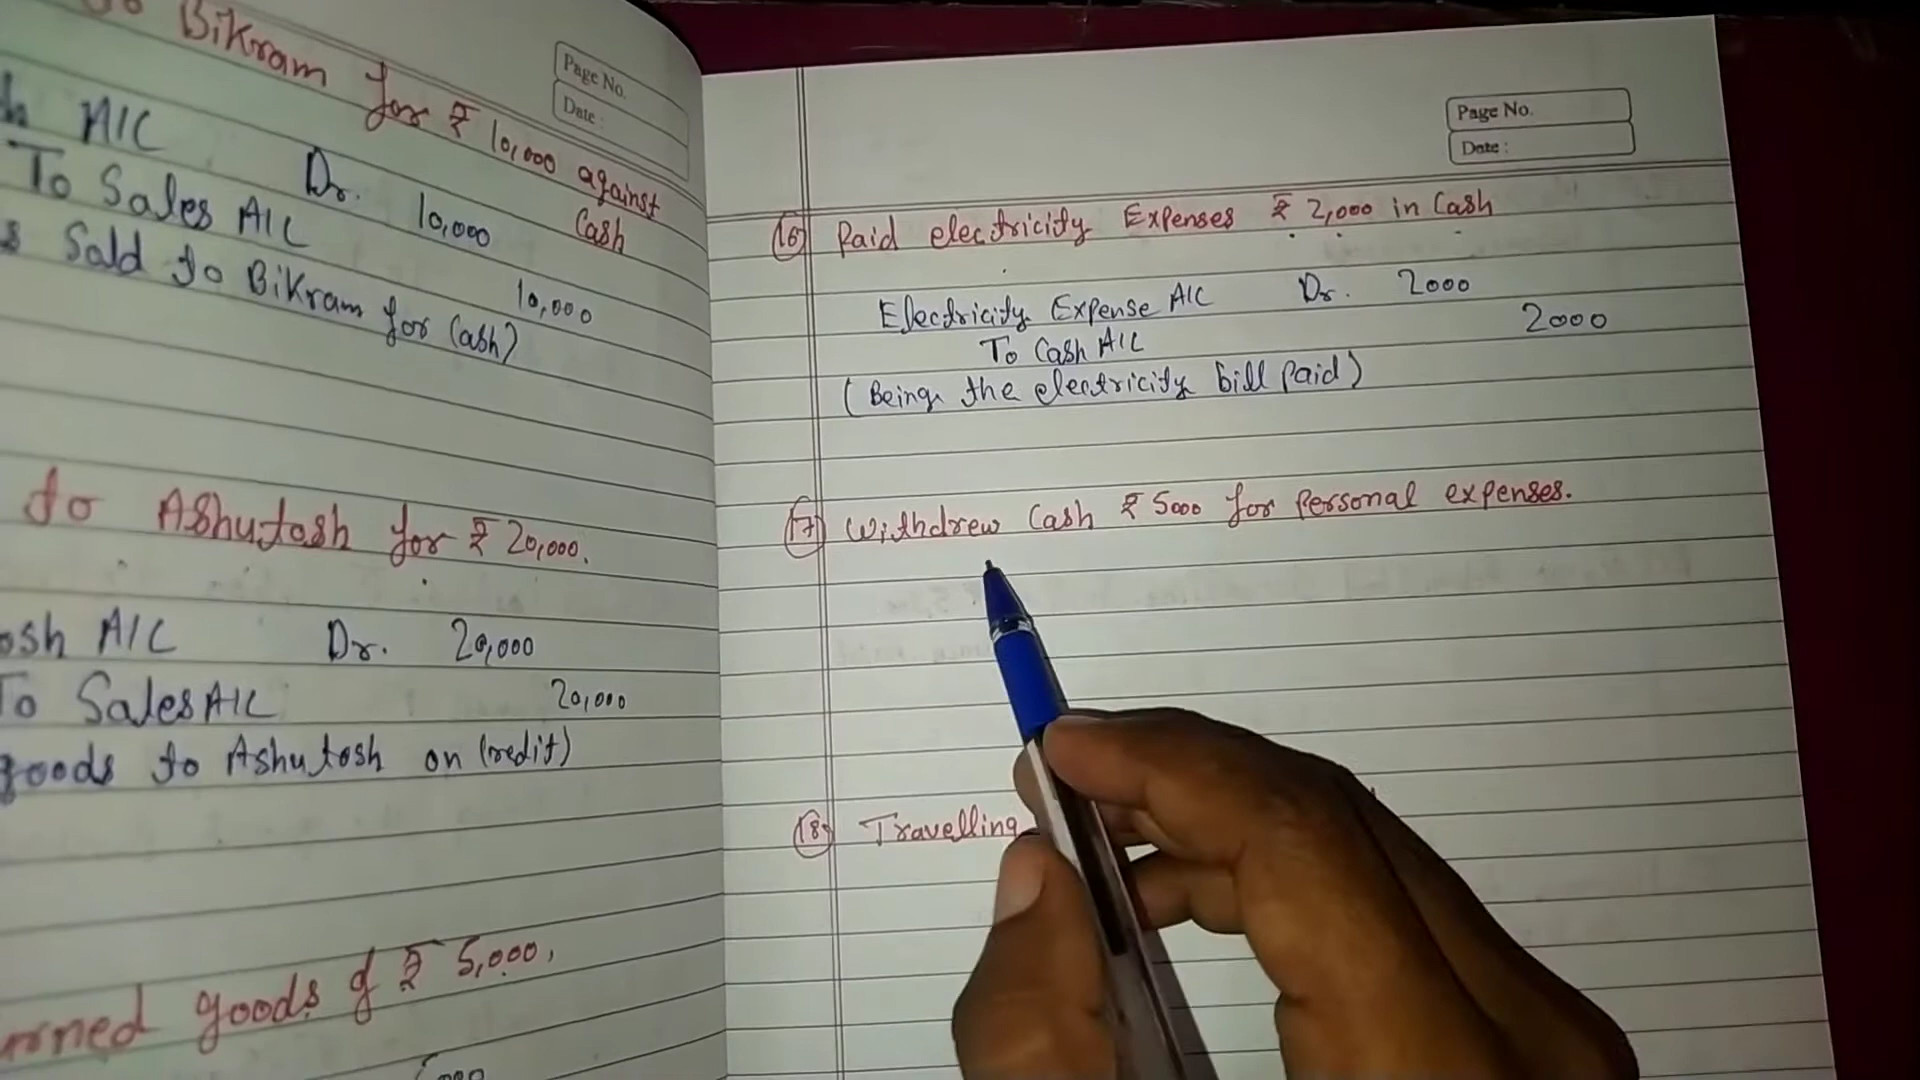 Bikram for ₹ 10,000 against
Cash
A/C Dr. 10,000
To Sales A/C 10,000
Sold to Bikram for Cash)
to Ashutosh for ₹ 20,000.
osh A/C Dr. 20,000
To Sales A/C 20,000
goods to Ashutosh on credit)
goods of ₹ 5,000,
Page No.
Date :
Page No.
Date :
16 Paid electricity Expenses ₹ 2,000 in Cash
Electricity Expense A/C Dr. 2000
To Cash A/C 2000
(Being the electricity bill paid)
17 Withdrew Cash ₹ 5000 for Personal expenses.
18 Travelling